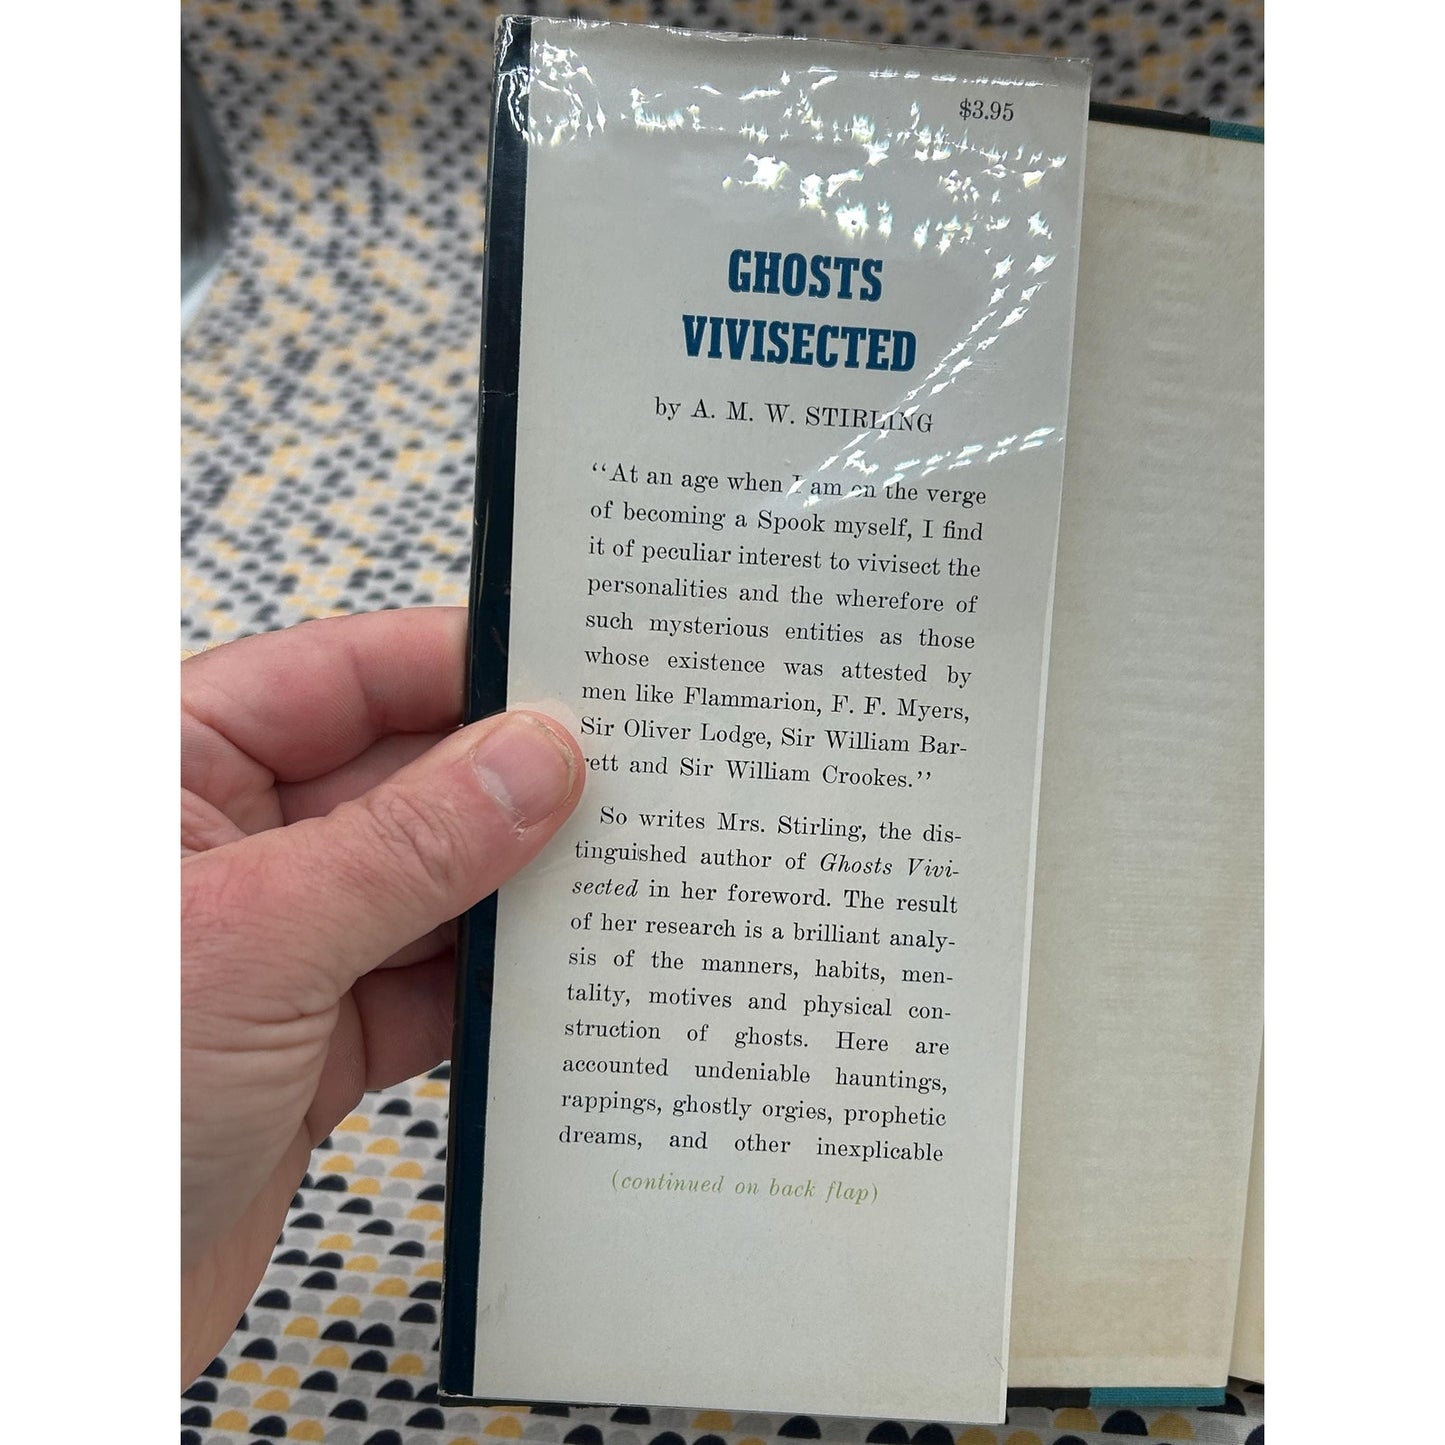 $3.95
GHOSTS
VIVISECTED
by A. M. W. STIRLING
“At an age when I am on the verge
of becoming a Spook myself, I find
it of peculiar interest to vivisect the
personalities and the wherefore of
such mysterious entities as those
whose existence was attested by
men like Flammarion, F. F. Myers,
Sir Oliver Lodge, Sir William Bar-
rett and Sir William Crookes.”
So writes Mrs. Stirling, the dis-
tinguished author of Ghosts Vivi-
sected in her foreword. The result
of her research is a brilliant analy-
sis of the manners, habits, men-
tality, motives and physical con-
struction of ghosts. Here are
accounted undeniable hauntings,
rappings, ghostly orgies, prophetic
dreams, and other inexplicable
(continued on back flap)